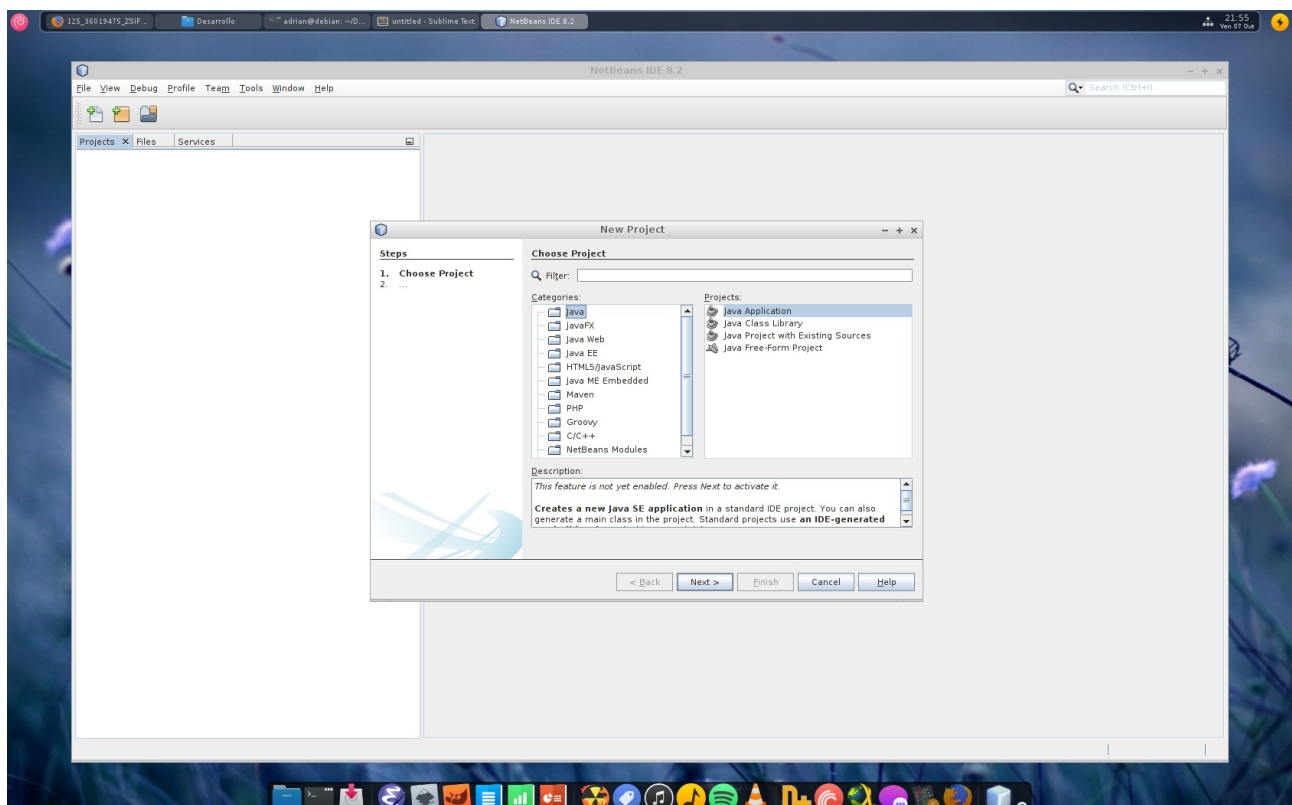 125_36019475_ZSIF...
Desarrollo
adrian@debian: ~/D...
untitled - Sublime Text
NetBeans IDE 8.2
21:55
Ven 07 Out
NetBeans IDE 8.2
File View Debug Profile Team Tools Window Help
Search (Ctrl+I)
Projects Files Services
New Project
Steps
1. Choose Project
2. ...
Choose Project
Filter:
Categories:
Java
JavaFX
Java Web
Java EE
HTML5/JavaScript
Java ME Embedded
Maven
PHP
Groovy
C/C++
NetBeans Modules
Projects:
Java Application
Java Class Library
Java Project with Existing Sources
Java Free-Form Project
Description:
This feature is not yet enabled. Press Next to activate it.
Creates a new Java SE application in a standard IDE project. You can also
generate a main class in the project. Standard projects use an IDE-generated
< Back Next > Finish Cancel Help